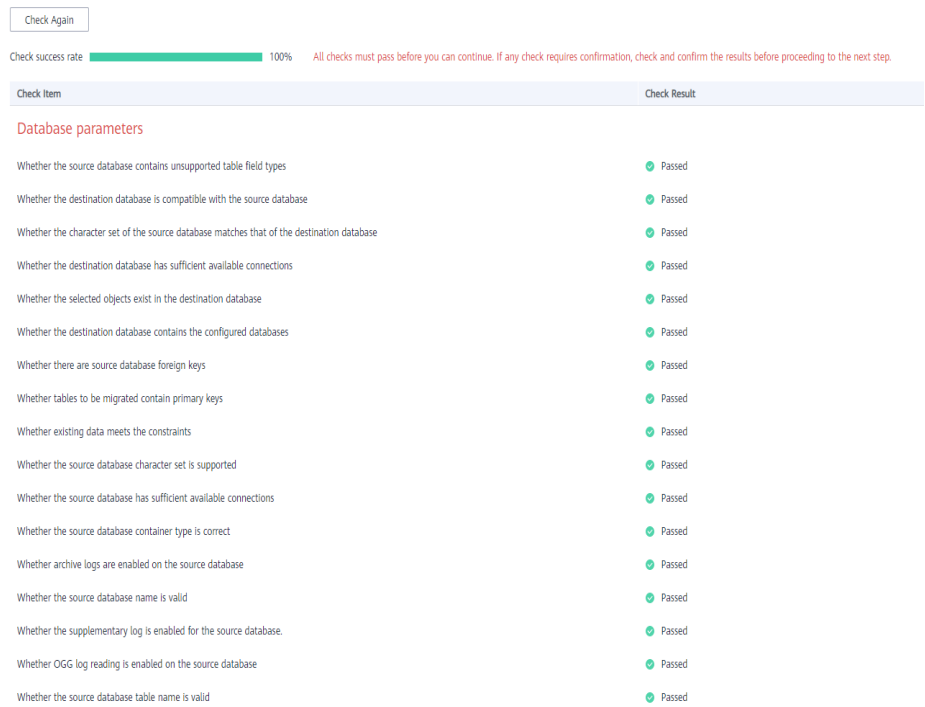 Check Again
Check success rate 100% All checks must pass before you can continue. If any check requires confirmation, check and confirm the results before proceeding to the next step.
Check Item Check Result
Database parameters
Whether the source database contains unsupported table field types Passed
Whether the destination database is compatible with the source database Passed
Whether the character set of the source database matches that of the destination database Passed
Whether the destination database has sufficient available connections Passed
Whether the selected objects exist in the destination database Passed
Whether the destination database contains the configured databases Passed
Whether there are source database foreign keys Passed
Whether tables to be migrated contain primary keys Passed
Whether existing data meets the constraints Passed
Whether the source database character set is supported Passed
Whether the source database has sufficient available connections Passed
Whether the source database container type is correct Passed
Whether archive logs are enabled on the source database Passed
Whether the source database name is valid Passed
Whether the supplementary log is enabled for the source database. Passed
Whether OGG log reading is enabled on the source database Passed
Whether the source database table name is valid Passed